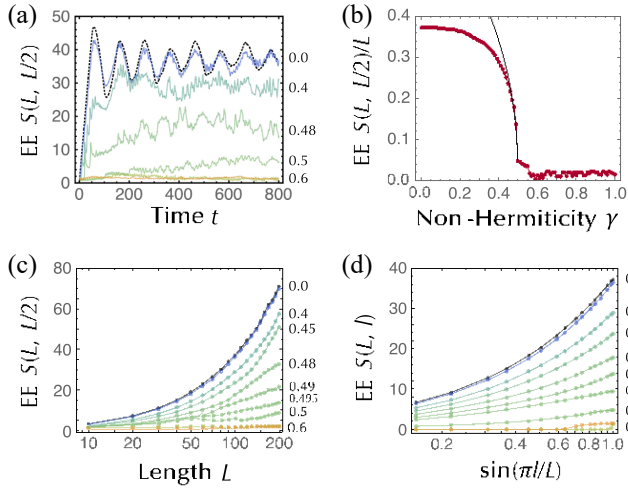 (a)
EE S(L, L/2)
50
40
30
20
10
0
0 200 400 600 800
Time t
0.0
0.4
0.48
0.5
0.6
(b)
EE S(L, L/2)/L
0.4
0.3
0.2
0.1
0.0
0.0 0.2 0.4 0.6 0.8 1.0
Non-Hermiticity γ
(c)
EE S(L, L/2)
80
60
40
20
0
10 20 50 100 200
Length L
0.0
0.4
0.45
0.48
0.49
0.495
0.5
0.6
(d)
EE S(L, l)
40
30
20
10
0
0.2 0.4 0.6 0.8 1.0
sin(πl/L)